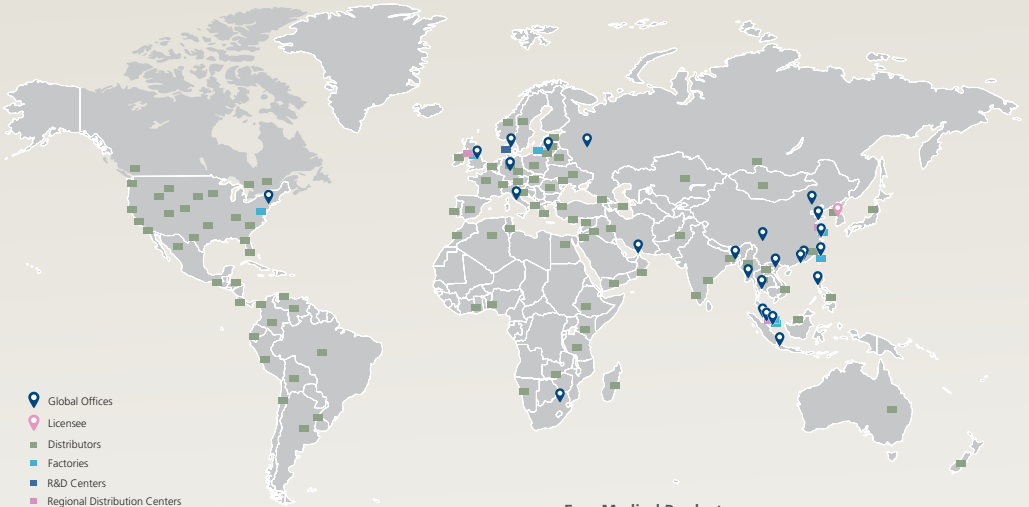 Global Offices
Licensee
Distributors
Factories
R&D Centers
Regional Distribution Centers